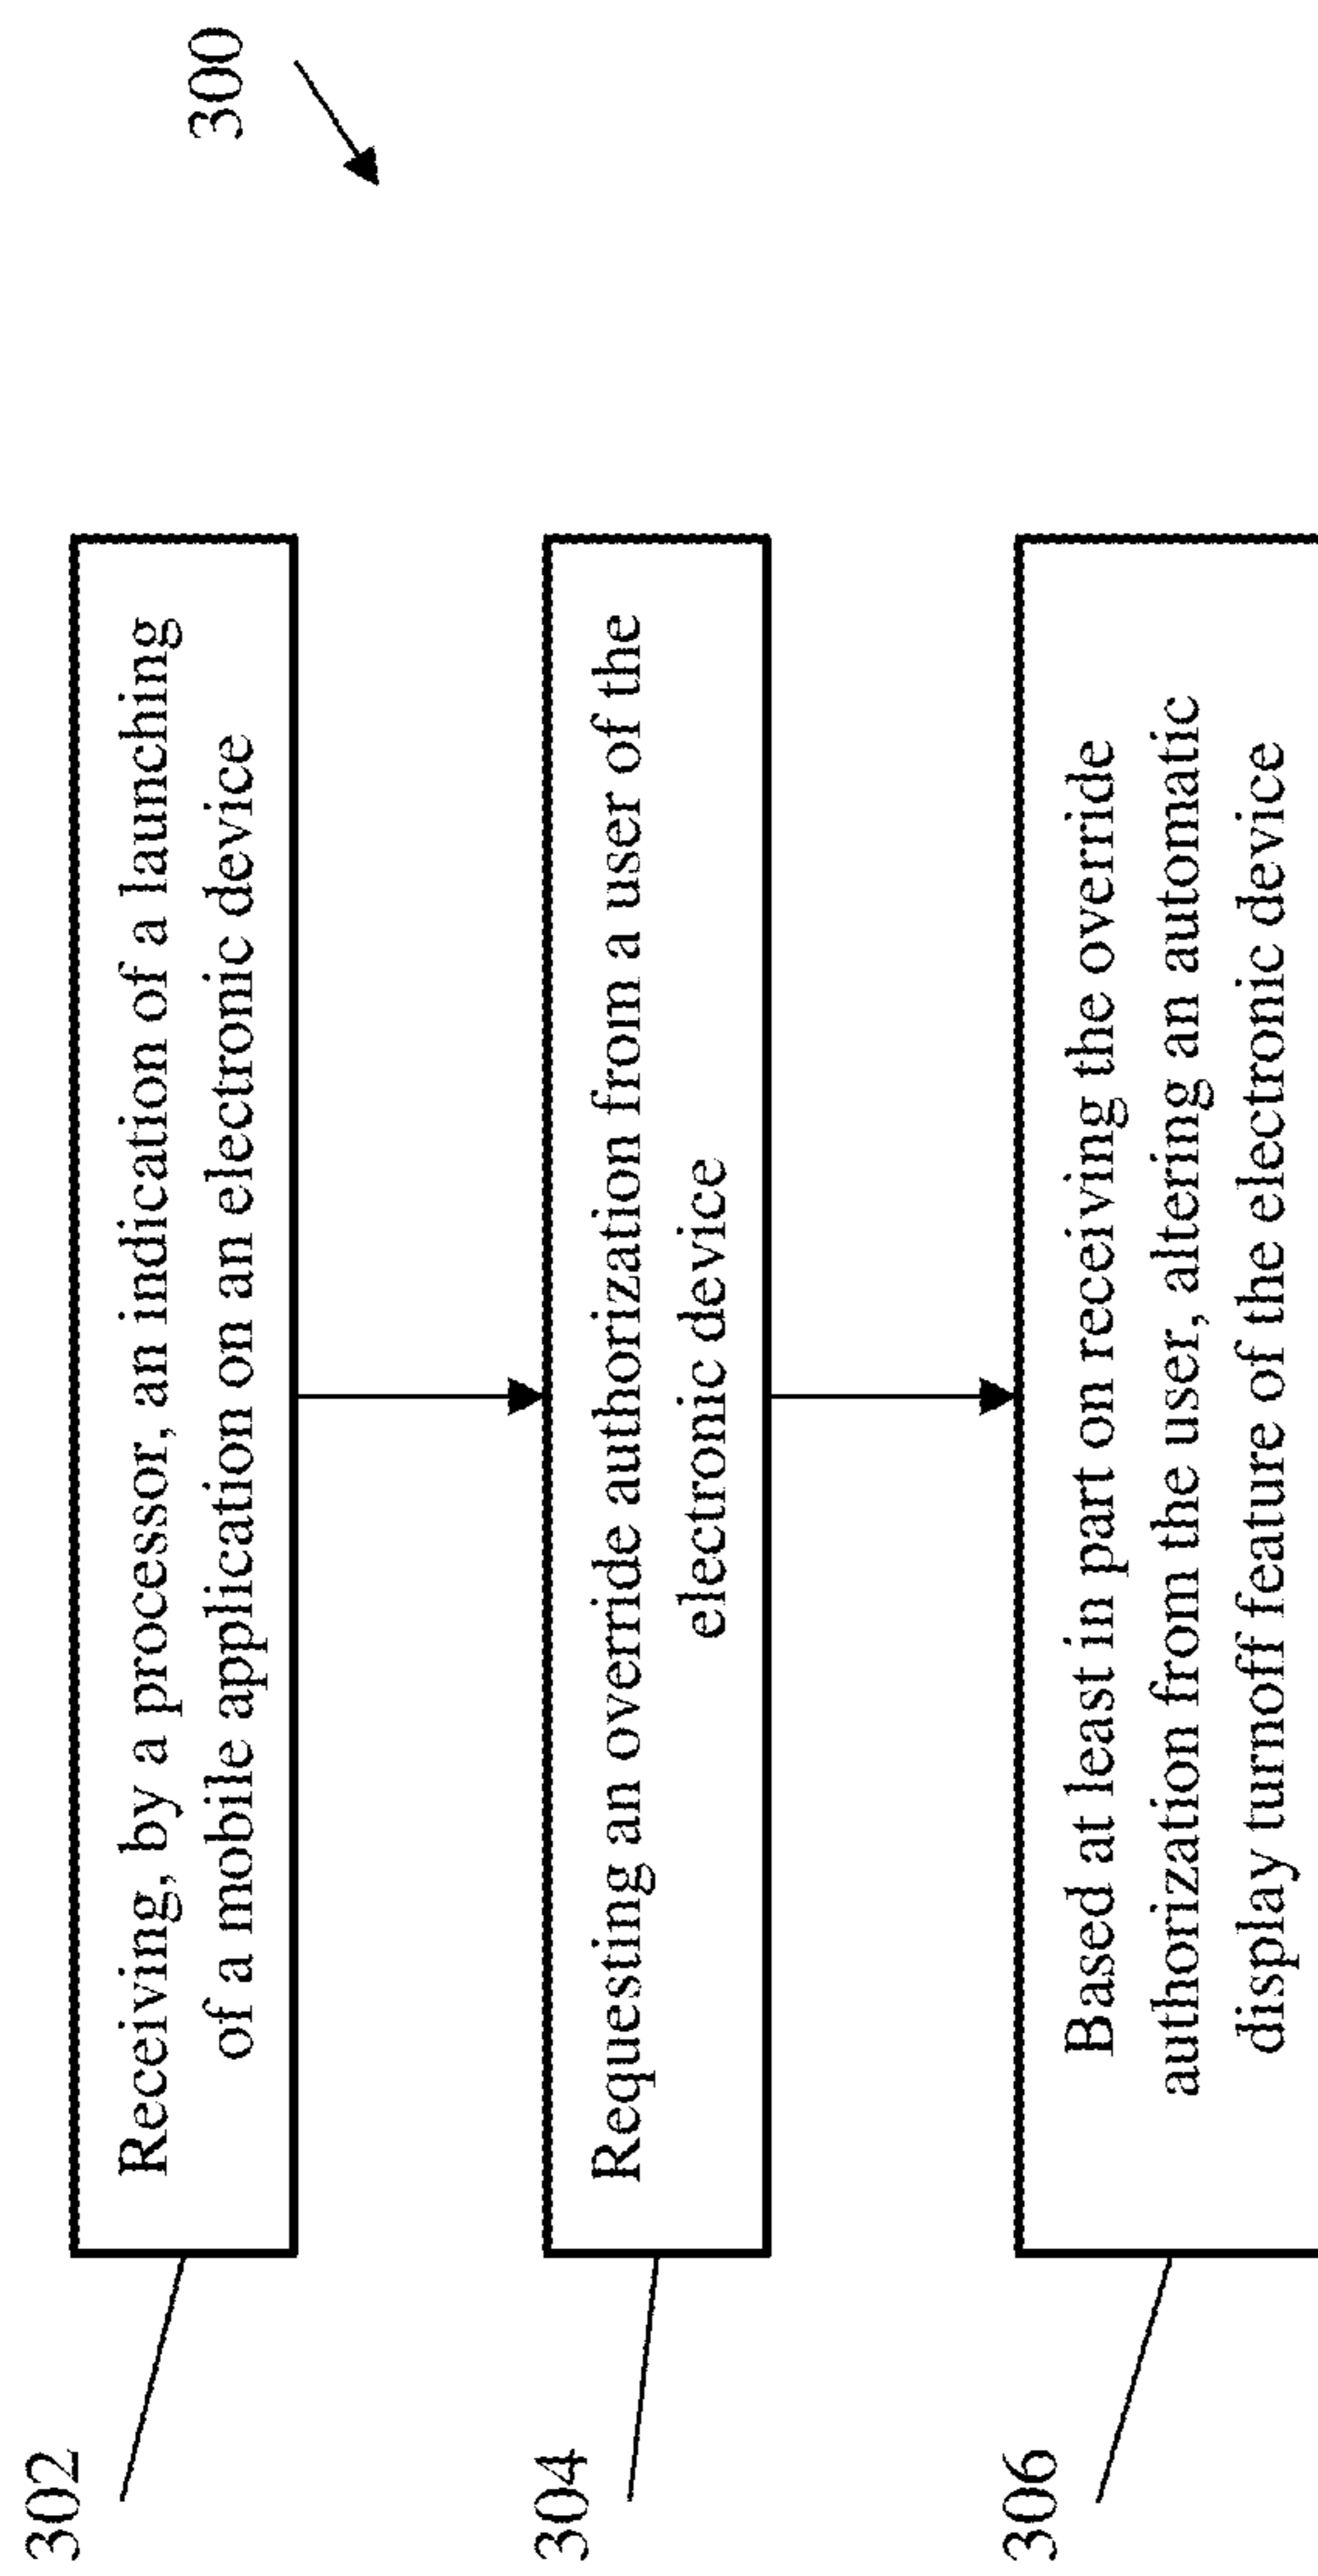 300
302
Receiving, by a processor, an indication of a launching
of a mobile application on an electronic device
304
Requesting an override authorization from a user of the
electronic device
306
Based at least in part on receiving the override
authorization from the user, altering an automatic
display turnoff feature of the electronic device